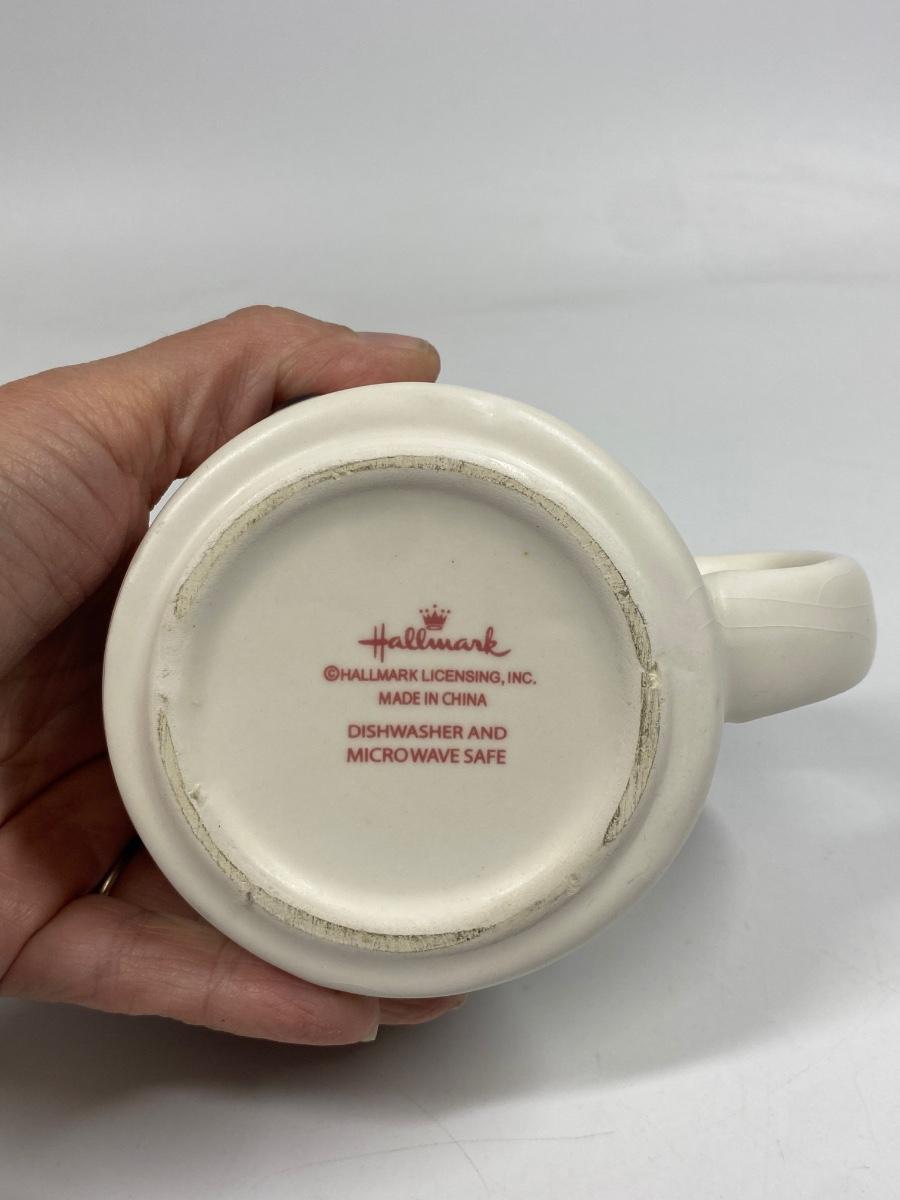 Hallmark
©HALLMARK LICENSING, INC.
MADE IN CHINA
DISHWASHER AND
MICROWAVE SAFE